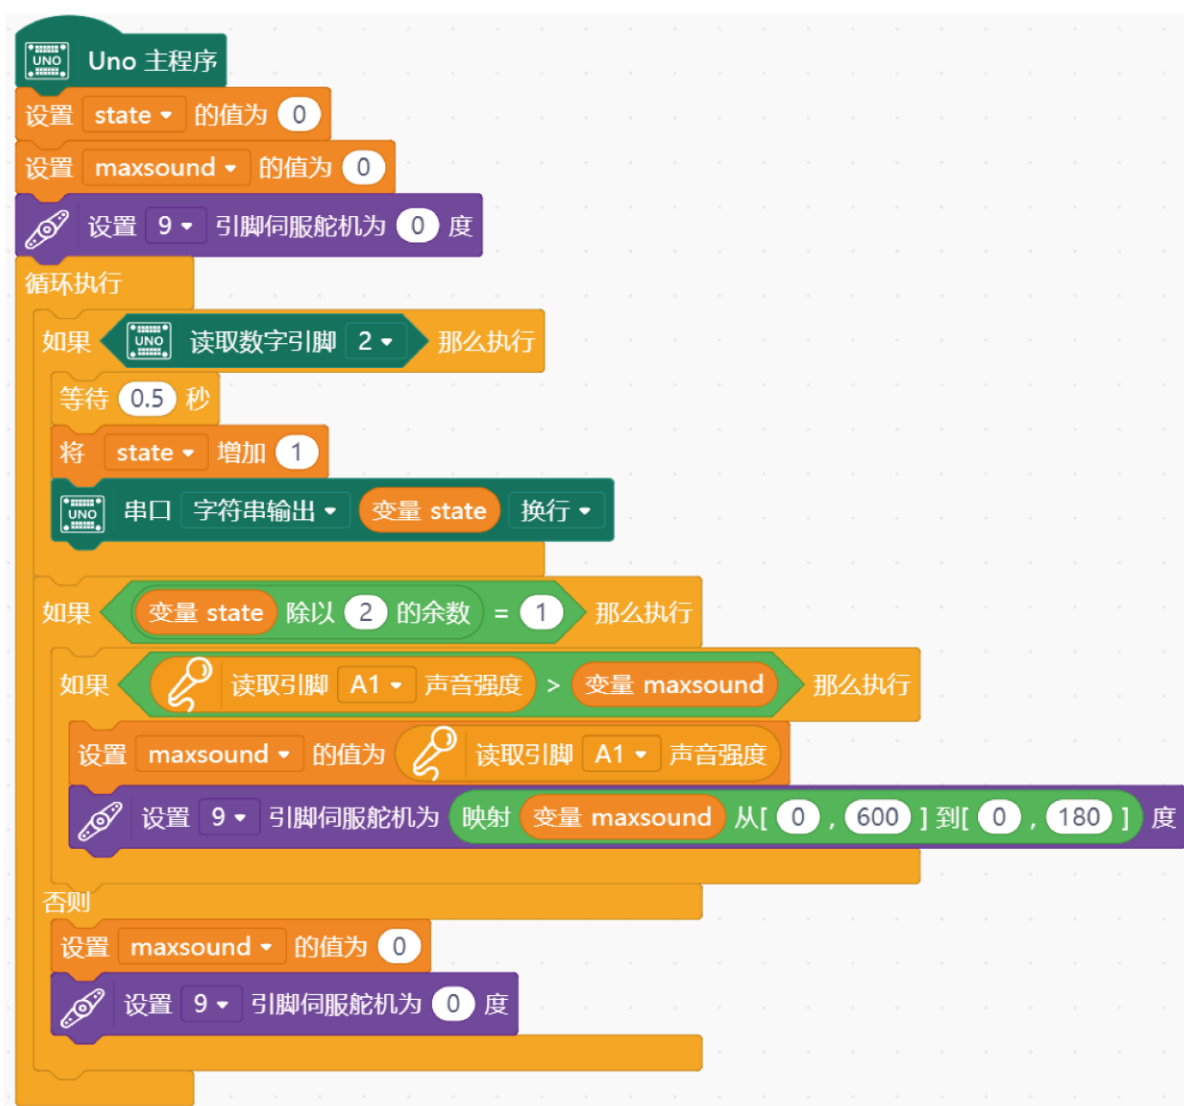 UNO Uno 主程序
设置 state 的值为 0
设置 maxsound 的值为 0
设置 9 引脚伺服舵机为 0 度
循环执行
如果 UNO 读取数字引脚 2 那么执行
等待 0.5 秒
将 state 增加 1
UNO 串口 字符串输出 变量 state 换行
如果 变量 state 除以 2 的余数 = 1 那么执行
如果 读取引脚 A1 声音强度 > 变量 maxsound 那么执行
设置 maxsound 的值为 读取引脚 A1 声音强度
设置 9 引脚伺服舵机为 映射 变量 maxsound 从[ 0 , 600 ] 到[ 0 , 180 ] 度
否则
设置 maxsound 的值为 0
设置 9 引脚伺服舵机为 0 度